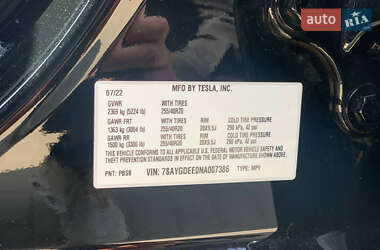 auto RIA
.com
MFD BY TESLA, INC.
07/22
GVWR WITH TIRES
2369 kg (5224 lb) 255/40R20
GAWR FRT WITH TIRES RIM COLD TIRE PRESSURE
1363 kg (3004 lb) 255/40R20 20X9.5J 290 kPa, 42 psi
GAWR RR WITH TIRES RIM COLD TIRE PRESSURE
1500 kg (3306 lb) 255/40R20 20X9.5J 290 kPa, 42 psi
THIS VEHICLE CONFORMS TO ALL APPLICABLE U.S. FEDERAL MOTOR VEHICLE SAFETY
AND THEFT PREVENTION STANDARDS IN EFFECT ON THE DATE OF MANUFACTURE SHOWN ABOVE.
PNT: PBSB VIN: 7SAYGDEEDNA007386 TYPE: MPV